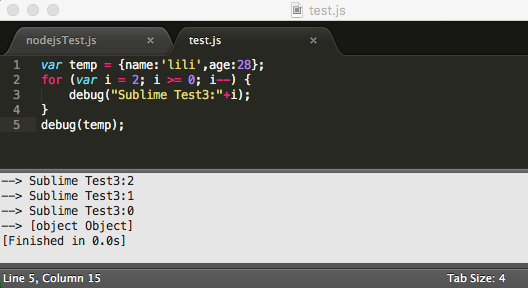 test.js
nodejsTest.js × test.js ×
1 var temp = {name:'lili',age:28};
2 for (var i = 2; i >= 0; i--) {
3     debug("Sublime Test3:"+i);
4 }
5 debug(temp);
--> Sublime Test3:2
--> Sublime Test3:1
--> Sublime Test3:0
--> [object Object]
[Finished in 0.0s]
Line 5, Column 15 Tab Size: 4